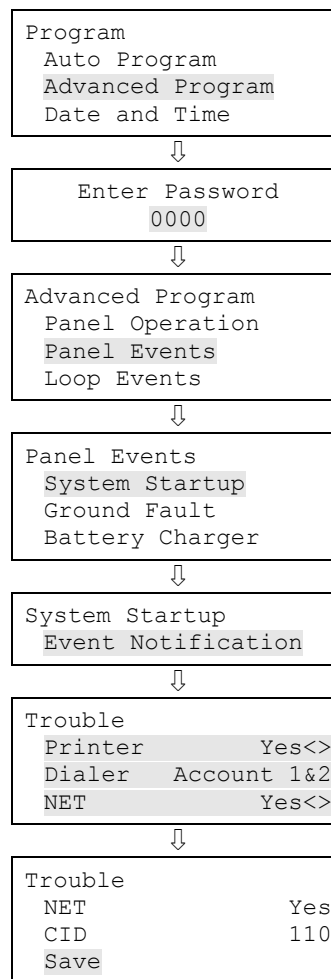 Program
Auto Program
Advanced Program
Date and Time
⇩
Enter Password
0000
⇩
Advanced Program
Panel Operation
Panel Events
Loop Events
⇩
Panel Events
System Startup
Ground Fault
Battery Charger
⇩
System Startup
Event Notification
⇩
Trouble
Printer Yes<>
Dialer Account 1&2
NET Yes<>
⇩
Trouble
NET Yes
CID 110
Save